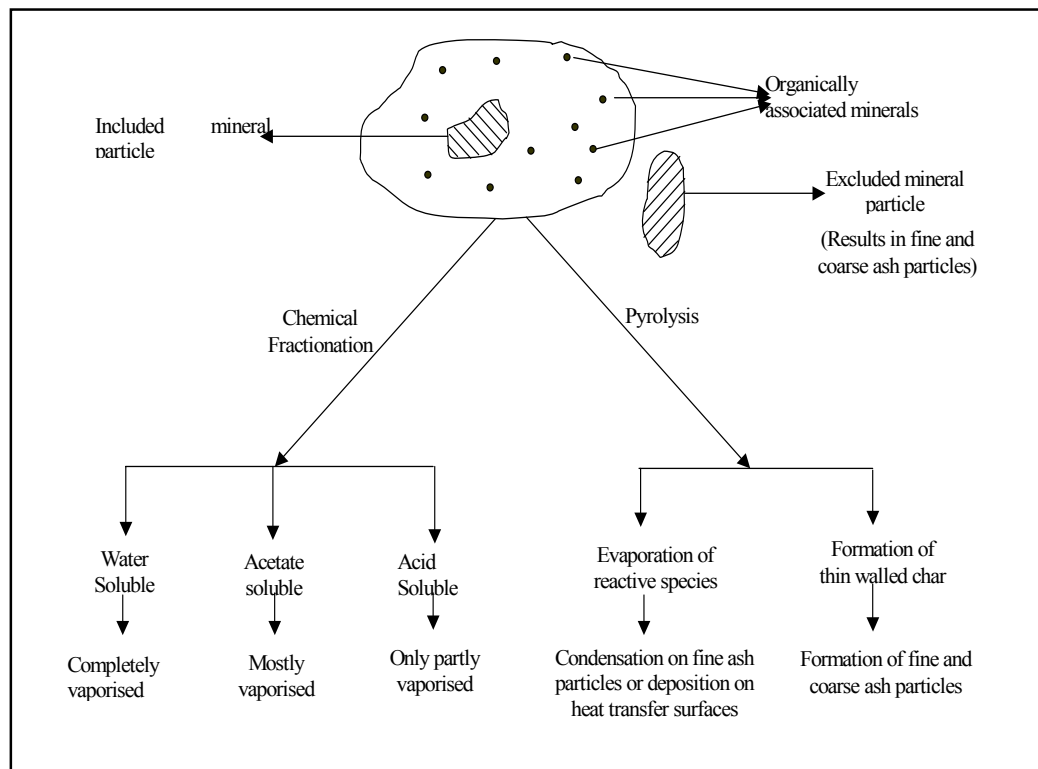 Organically
associated minerals
Included mineral
particle
Excluded mineral
particle
(Results in fine and
coarse ash particles)
Chemical
Fractionation
Pyrolysis
Water
Soluble
Acetate
soluble
Acid
Soluble
Evaporation of
reactive species
Formation of
thin walled char
Completely
vaporised
Mostly
vaporised
Only partly
vaporised
Condensation on fine ash
particles or deposition on
heat transfer surfaces
Formation of fine and
coarse ash particles